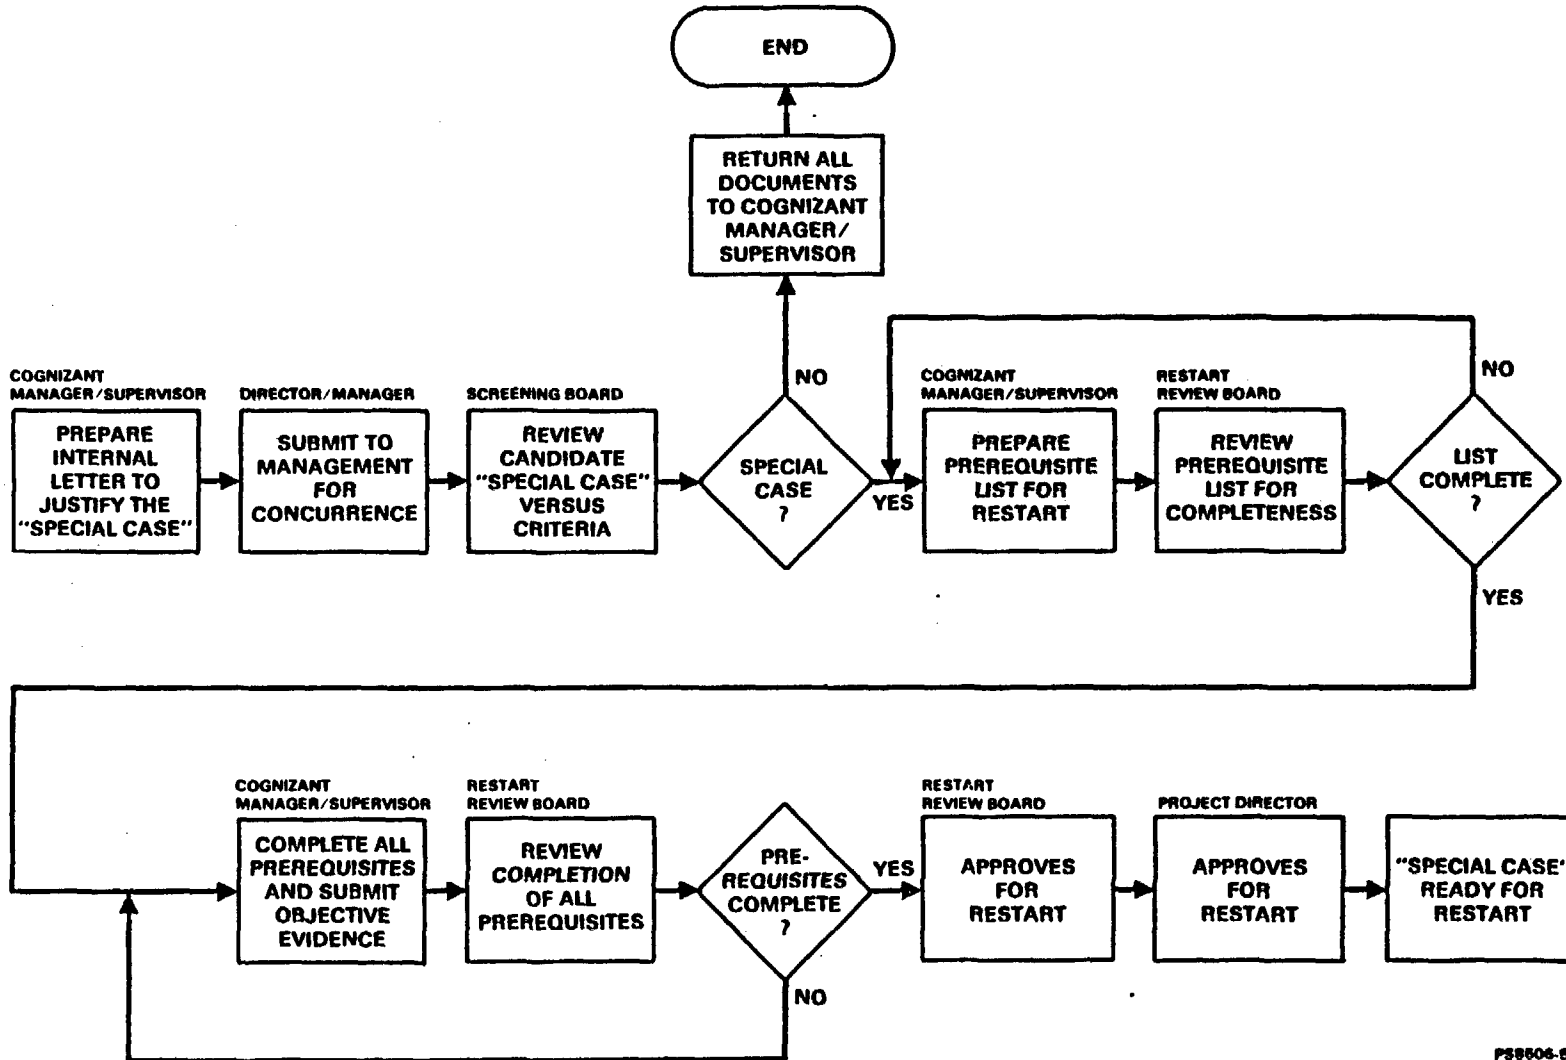 END
RETURN ALL
DOCUMENTS
TO COGNIZANT
MANAGER/
SUPERVISOR
NO
COGNIZANT
MANAGER/SUPERVISOR
PREPARE
INTERNAL
LETTER TO
JUSTIFY THE
"SPECIAL CASE"
DIRECTOR/MANAGER
SUBMIT TO
MANAGEMENT
FOR
CONCURRENCE
SCREENING BOARD
REVIEW
CANDIDATE
"SPECIAL CASE"
VERSUS
CRITERIA
SPECIAL
CASE
?
YES
COGNIZANT
MANAGER/SUPERVISOR
PREPARE
PREREQUISITE
LIST FOR
RESTART
RESTART
REVIEW BOARD
REVIEW
PREREQUISITE
LIST FOR
COMPLETENESS
NO
LIST
COMPLETE
?
YES
COGNIZANT
MANAGER/SUPERVISOR
COMPLETE ALL
PREREQUISITES
AND SUBMIT
OBJECTIVE
EVIDENCE
RESTART
REVIEW BOARD
REVIEW
COMPLETION
OF ALL
PREREQUISITES
PRE-
REQUISITES
COMPLETE
?
YES
NO
RESTART
REVIEW BOARD
APPROVES
FOR
RESTART
PROJECT DIRECTOR
APPROVES
FOR
RESTART
"SPECIAL CASE"
READY FOR
RESTART